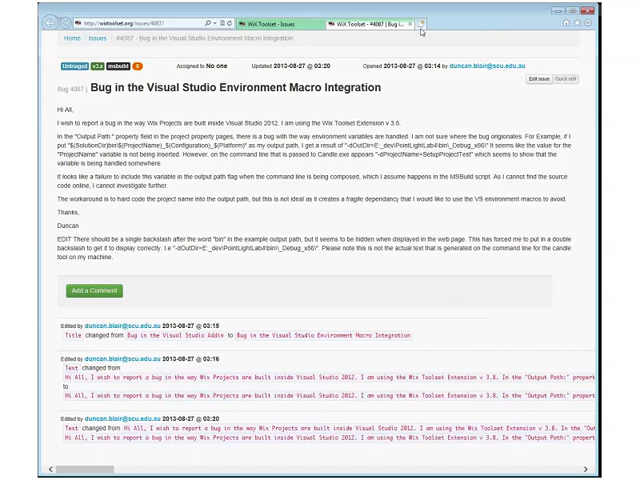 http://wixtoolset.org/issues/4087/
WiX Toolset - Issues
WiX Toolset - #4087 | Bug i...
Home Issues #4087 - Bug in the Visual Studio Environment Macro Integration
Untriaged v3.x msbuild 0 Assigned to No one Updated 2013-08-27 @ 03:20 Opened 2013-08-27 @ 03:14 by duncan.blair@scu.edu.au
Edit issue Quick edit
Bug 4087 | Bug in the Visual Studio Environment Macro Integration
Hi All,
I wish to report a bug in the way Wix Projects are built inside Visual Studio 2012. I am using the Wix Toolset Extension v 3.8.
In the "Output Path:" property field in the project property pages, there is a bug with the way environment variables are handled. I am not sure where the bug origionates. For Example, if I
put "$(SolutionDir)bin\$(ProjectName)_$(Configuration)_$(Platform)" as my output path, I get a result of "-dOutDir=E:_dev\PointLightLab4\bin\_Debug_x86\" It seems like the value for the
"ProjectName" variable is not being inserted. However, on the command line that is passed to Candle.exe appears "-dProjectName=SetupProjectTest" which seems to show that the
variable is being handled somewhere.
It looks like a failure to include this variable in the output path flag when the command line is being composed, which I assume happens in the MSBuild script. As I cannot find the source
code online, I cannot investigate further.
The workaround is to hard code the project name into the output path, but this is not ideal as it creates a fragile dependancy that I would like to use the VS environment macros to avoid.
Thanks,
Duncan
EDIT There should be a single backslash after the word "bin" in the example output path, but it seems to be hidden when displayed in the web page. This has forced me to put in a double
backslash to get it to display correctly. I.e "-dOutDir=E:_dev\PointLightLab4\bin\_Debug_x86\" Please note this is not the actual text that is generated on the command line for the candle
tool on my machine.
Add a Comment
Edited by duncan.blair@scu.edu.au 2013-08-27 @ 03:15
Title changed from Bug in the Visual Studio Addin to Bug in the Visual Studio Environment Macro Integration
Edited by duncan.blair@scu.edu.au 2013-08-27 @ 03:16
Text changed from
Hi All, I wish to report a bug in the way Wix Projects are built inside Visual Studio 2012. I am using the Wix Toolset Extension v 3.8. In the "Output Path:" propert
to
Hi All, I wish to report a bug in the way Wix Projects are built inside Visual Studio 2012. I am using the Wix Toolset Extension v 3.8. In the "Output Path:" propert
Edited by duncan.blair@scu.edu.au 2013-08-27 @ 03:20
Text changed from Hi All, I wish to report a bug in the way Wix Projects are built inside Visual Studio 2012. I am using the Wix Toolset Extension v 3.8. In the "Out
Hi All, I wish to report a bug in the way Wix Projects are built inside Visual Studio 2012. I am using the Wix Toolset Extension v 3.8. In the "Output Path:" propert